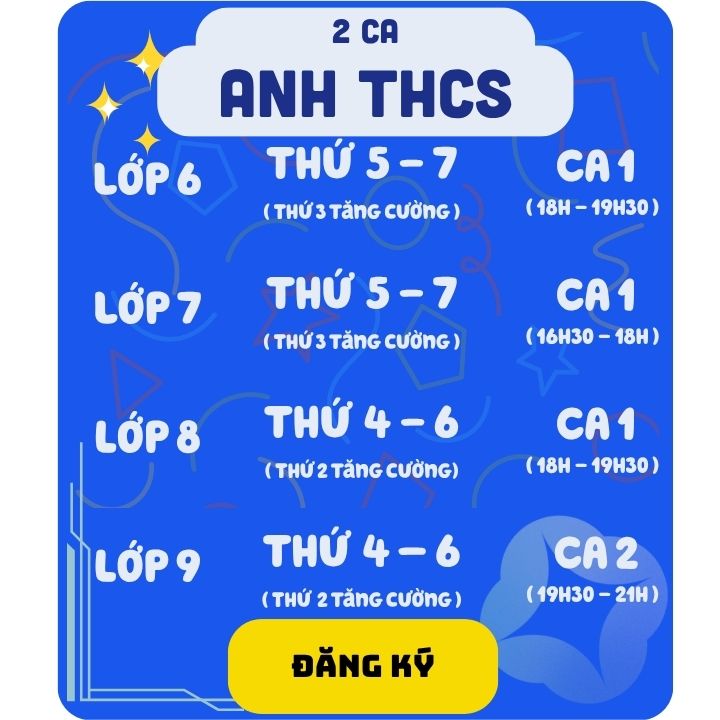 2 CA
ANH THCS
LỚP 6
THỨ 5 – 7
( THỨ 3 TĂNG CƯỜNG )
CA 1
( 18H – 19H30 )
LỚP 7
THỨ 5 – 7
( THỨ 3 TĂNG CƯỜNG )
CA 1
( 16H30 – 18H )
LỚP 8
THỨ 4 – 6
( THỨ 2 TĂNG CƯỜNG)
CA 1
( 18H – 19H30 )
LỚP 9
THỨ 4 – 6
( THỨ 2 TĂNG CƯỜNG )
CA 2
( 19H30 – 21H )
ĐĂNG KÝ